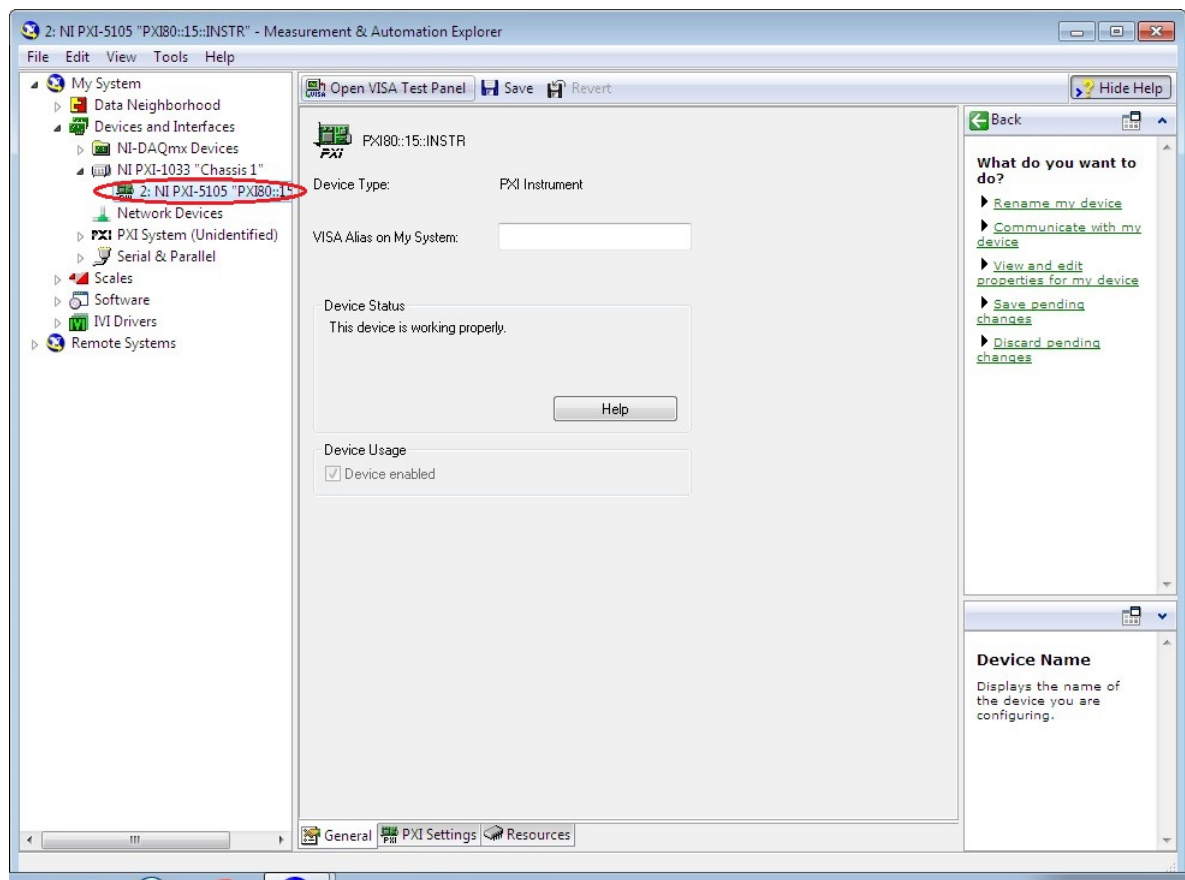 2: NI PXI-5105 "PXI80::15::INSTR" - Measurement & Automation Explorer
File Edit View Tools Help
My System
Data Neighborhood
Devices and Interfaces
NI-DAQmx Devices
NI PXI-1033 "Chassis 1"
2: NI PXI-5105 "PXI80::15
Network Devices
PXI PXI System (Unidentified)
Serial & Parallel
Scales
Software
IVI Drivers
Remote Systems
Open VISA Test Panel Save Revert
Hide Help
PXI
PXI80::15::INSTR
Device Type: PXI Instrument
VISA Alias on My System:
Device Status
This device is working properly.
Help
Device Usage
Device enabled
General PXI Settings Resources
Back
What do you want to
do?
Rename my device
Communicate with my
device
View and edit
properties for my device
Save pending
changes
Discard pending
changes
Device Name
Displays the name of
the device you are
configuring.